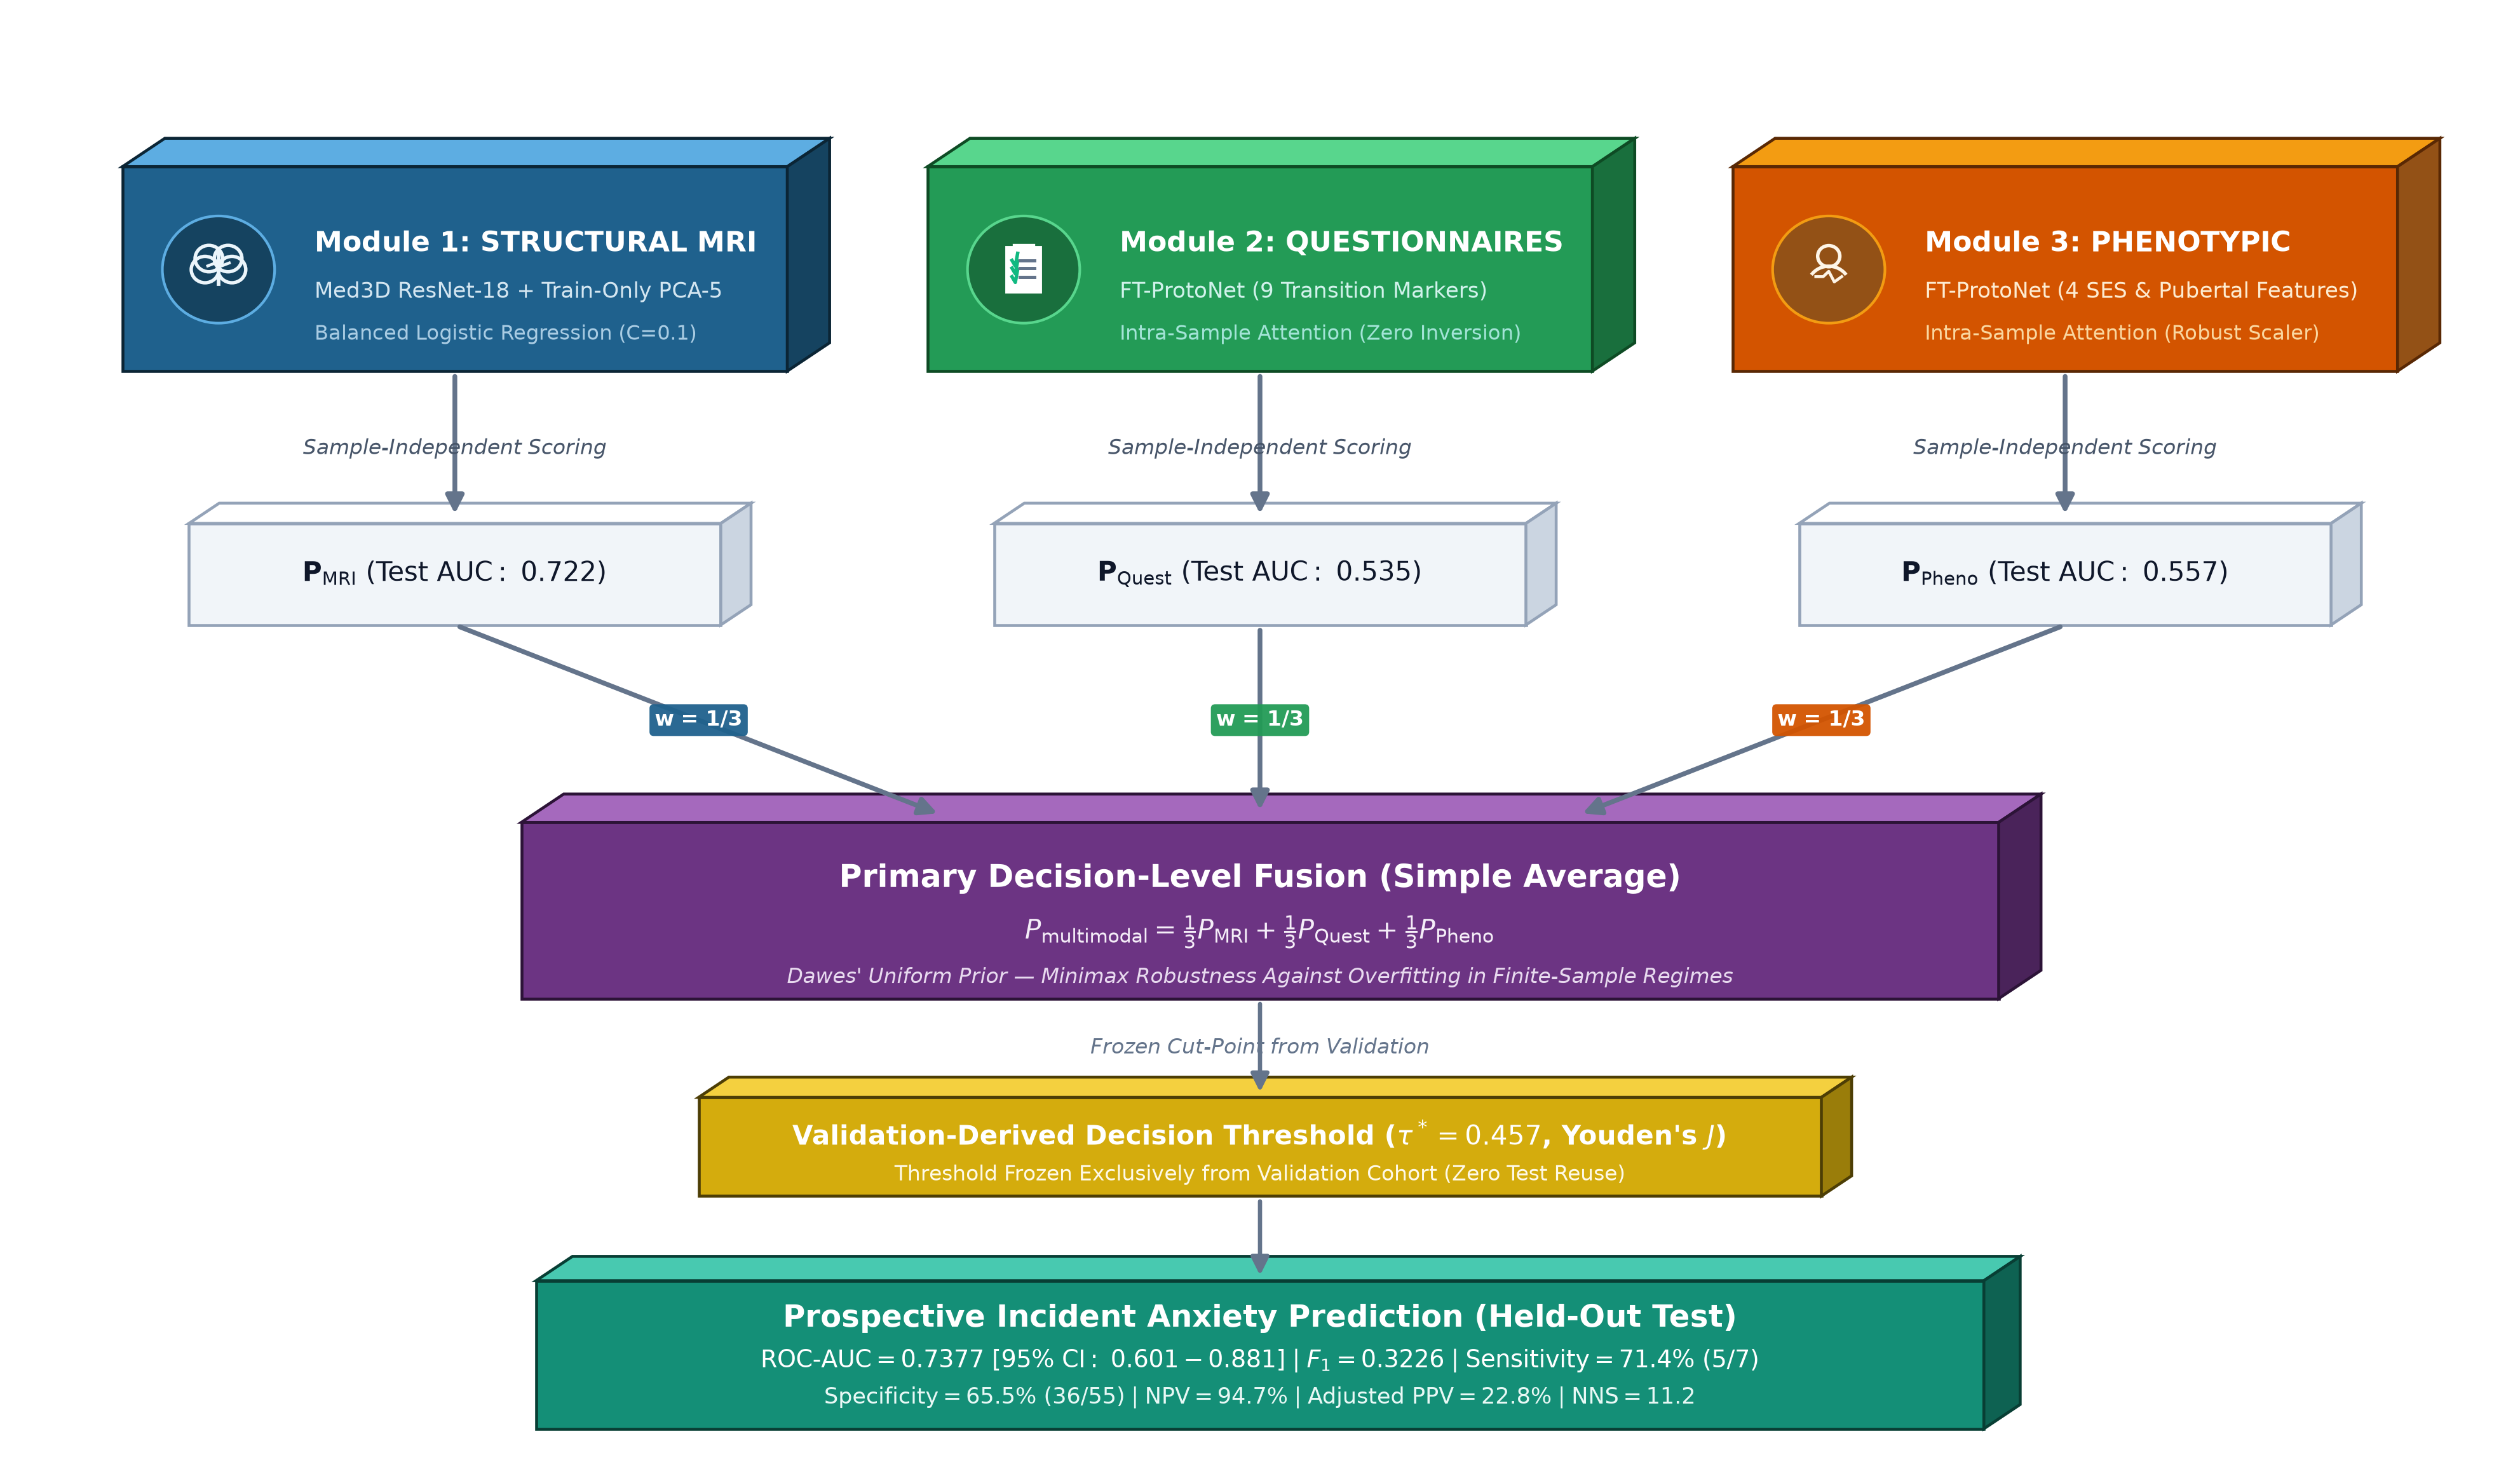 Module 1: STRUCTURAL MRI
Med3D ResNet-18 + Train-Only PCA-5
Balanced Logistic Regression (C=0.1)
Module 2: QUESTIONNAIRES
FT-ProtoNet (9 Transition Markers)
Intra-Sample Attention (Zero Inversion)
Module 3: PHENOTYPIC
FT-ProtoNet (4 SES & Pubertal Features)
Intra-Sample Attention (Robust Scaler)
Sample-Independent Scoring
Sample-Independent Scoring
Sample-Independent Scoring
P_MRI (Test AUC: 0.722)
P_Quest (Test AUC: 0.535)
P_Pheno (Test AUC: 0.557)
w = 1/3
w = 1/3
w = 1/3
Primary Decision-Level Fusion (Simple Average)
P_multimodal = 1/3 P_MRI + 1/3 P_Quest + 1/3 P_Pheno
Dawes' Uniform Prior — Minimax Robustness Against Overfitting in Finite-Sample Regimes
Frozen Cut-Point from Validation
Validation-Derived Decision Threshold (τ* = 0.457, Youden's J)
Threshold Frozen Exclusively from Validation Cohort (Zero Test Reuse)
Prospective Incident Anxiety Prediction (Held-Out Test)
ROC-AUC = 0.7377 [95% CI: 0.601 − 0.881] | F₁ = 0.3226 | Sensitivity = 71.4% (5/7)
Specificity = 65.5% (36/55) | NPV = 94.7% | Adjusted PPV = 22.8% | NNS = 11.2